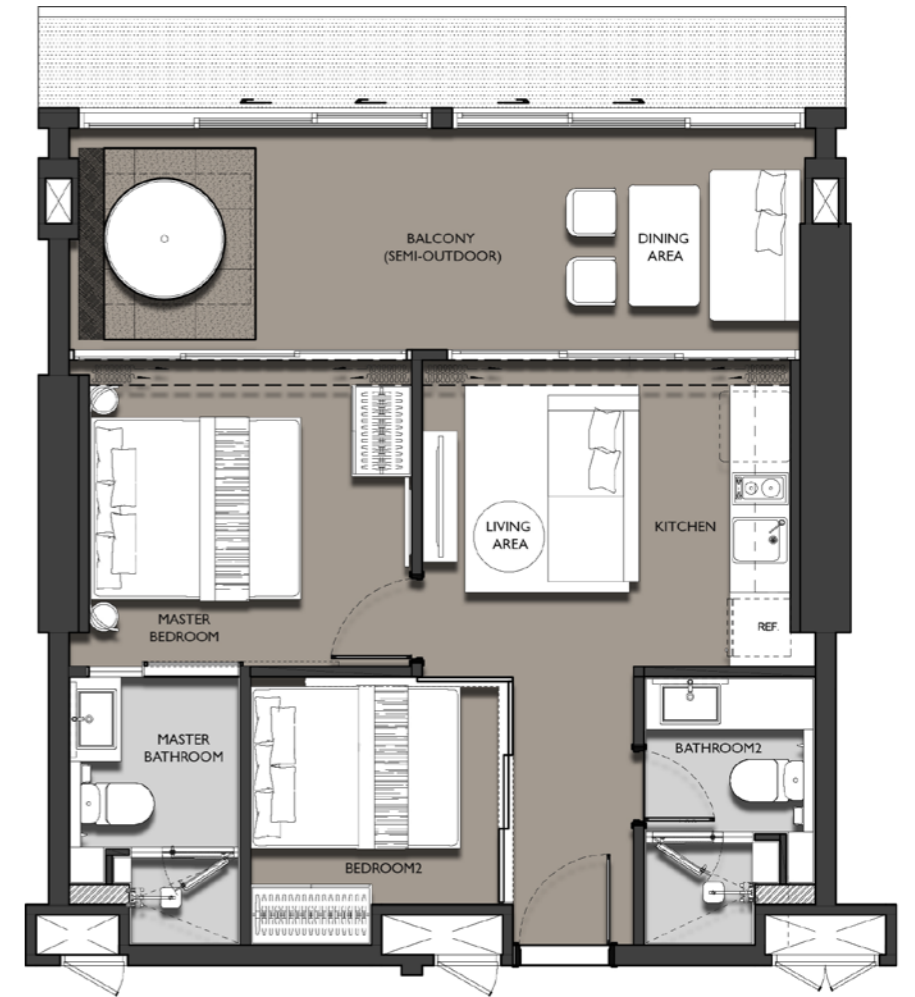 BALCONY
(SEMI-OUTDOOR)
DINING
AREA
LIVING
AREA
KITCHEN
MASTER
BEDROOM
REF.
MASTER
BATHROOM
BATHROOM2
BEDROOM2